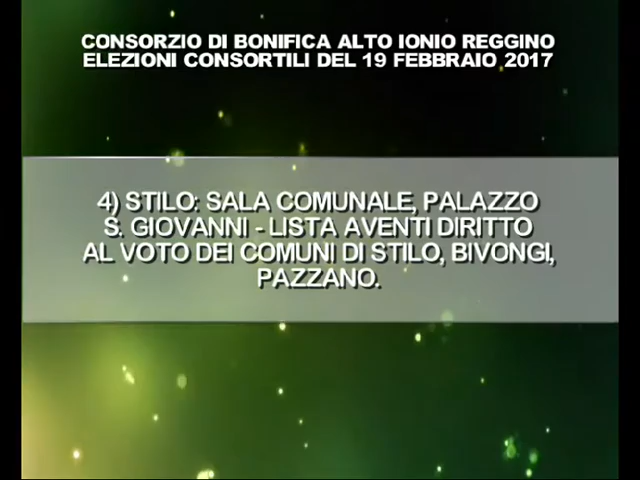 CONSORZIO DI BONIFICA ALTO IONIO REGGINO
ELEZIONI CONSORTILI DEL 19 FEBBRAIO 2017
4) STILO: SALA COMUNALE, PALAZZO
S. GIOVANNI - LISTA AVENTI DIRITTO
AL VOTO DEI COMUNI DI STILO, BIVONGI,
PAZZANO.